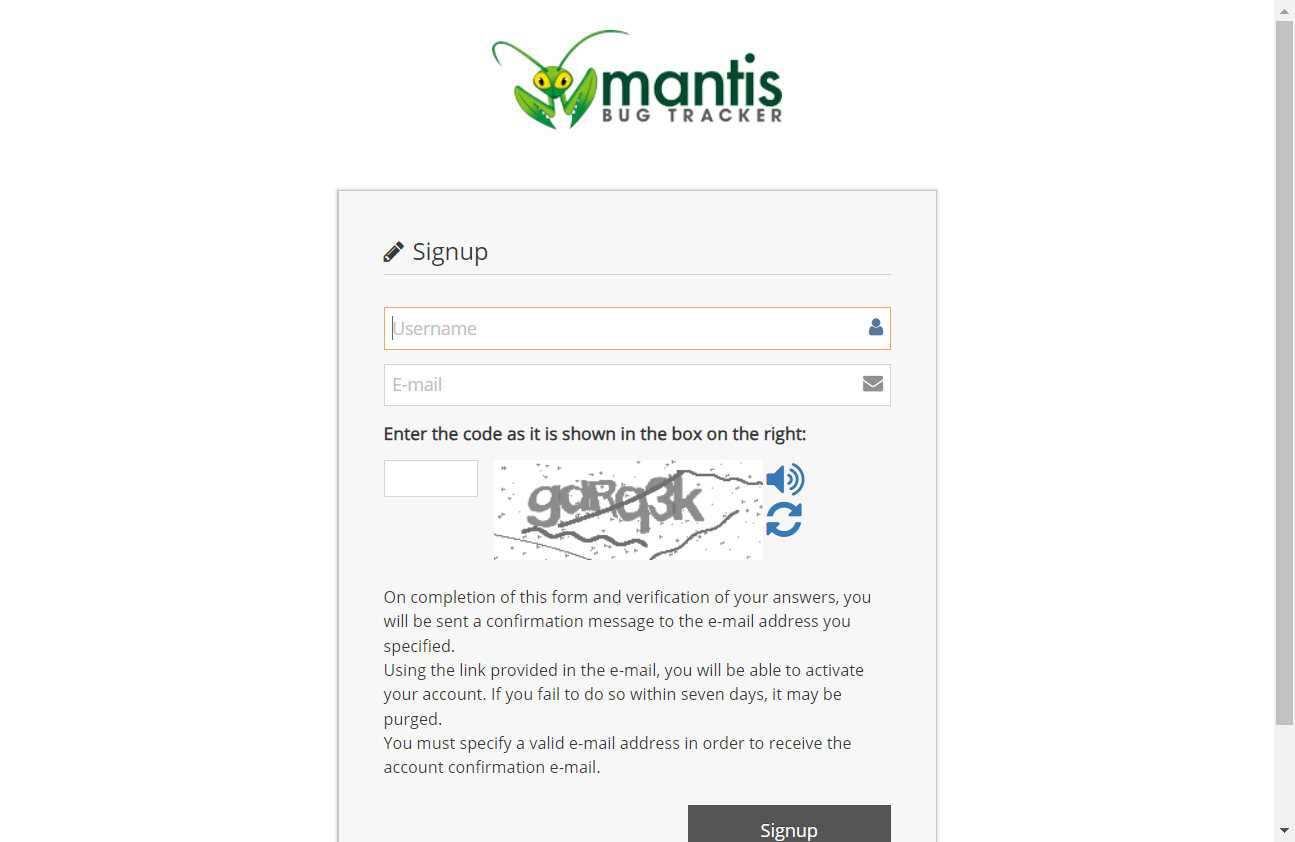 mantis
BUG TRACKER
Signup
Username
E-mail
Enter the code as it is shown in the box on the right:
On completion of this form and verification of your answers, you
will be sent a confirmation message to the e-mail address you
specified.
Using the link provided in the e-mail, you will be able to activate
your account. If you fail to do so within seven days, it may be
purged.
You must specify a valid e-mail address in order to receive the
account confirmation e-mail.
Signup